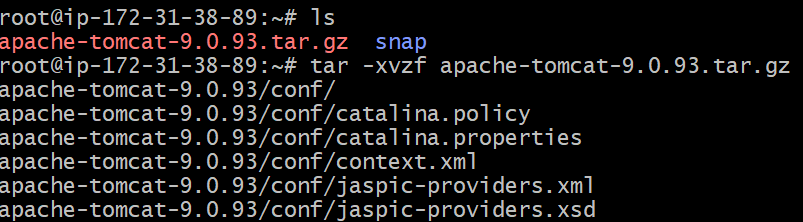 root@ip-172-31-38-89:~# ls
apache-tomcat-9.0.93.tar.gz  snap
root@ip-172-31-38-89:~# tar -xvzf apache-tomcat-9.0.93.tar.gz
apache-tomcat-9.0.93/conf/
apache-tomcat-9.0.93/conf/catalina.policy
apache-tomcat-9.0.93/conf/catalina.properties
apache-tomcat-9.0.93/conf/context.xml
apache-tomcat-9.0.93/conf/jaspic-providers.xml
apache-tomcat-9.0.93/conf/jaspic-providers.xsd